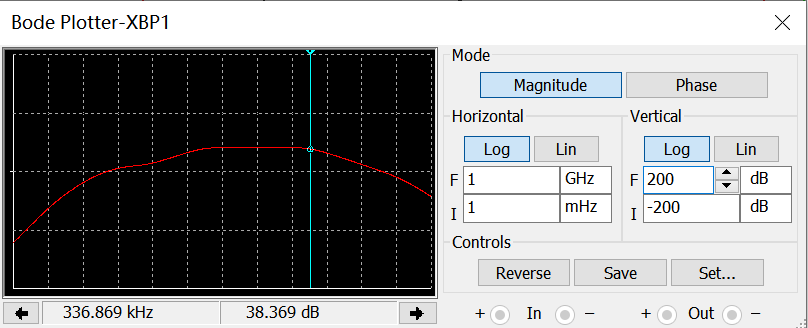 Bode Plotter-XBP1
Mode
Magnitude Phase
Horizontal Vertical
Log Lin Log Lin
F 1 GHz F 200 dB
I 1 mHz I -200 dB
Controls
Reverse Save Set...
336.869 kHz 38.369 dB
+ In − + Out −